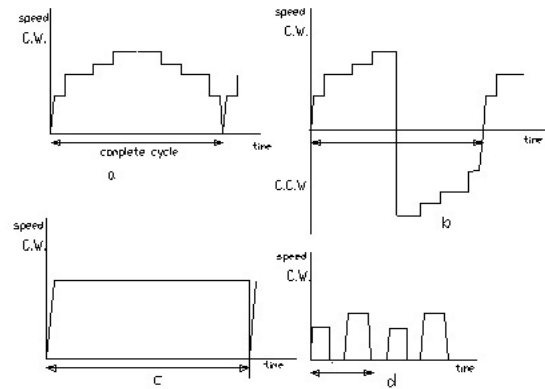 speed
C.W.
time
complete cycle
a
speed
C.W.
time
C.C.W
b
speed
C.W.
time
c
speed
C.W.
time
d